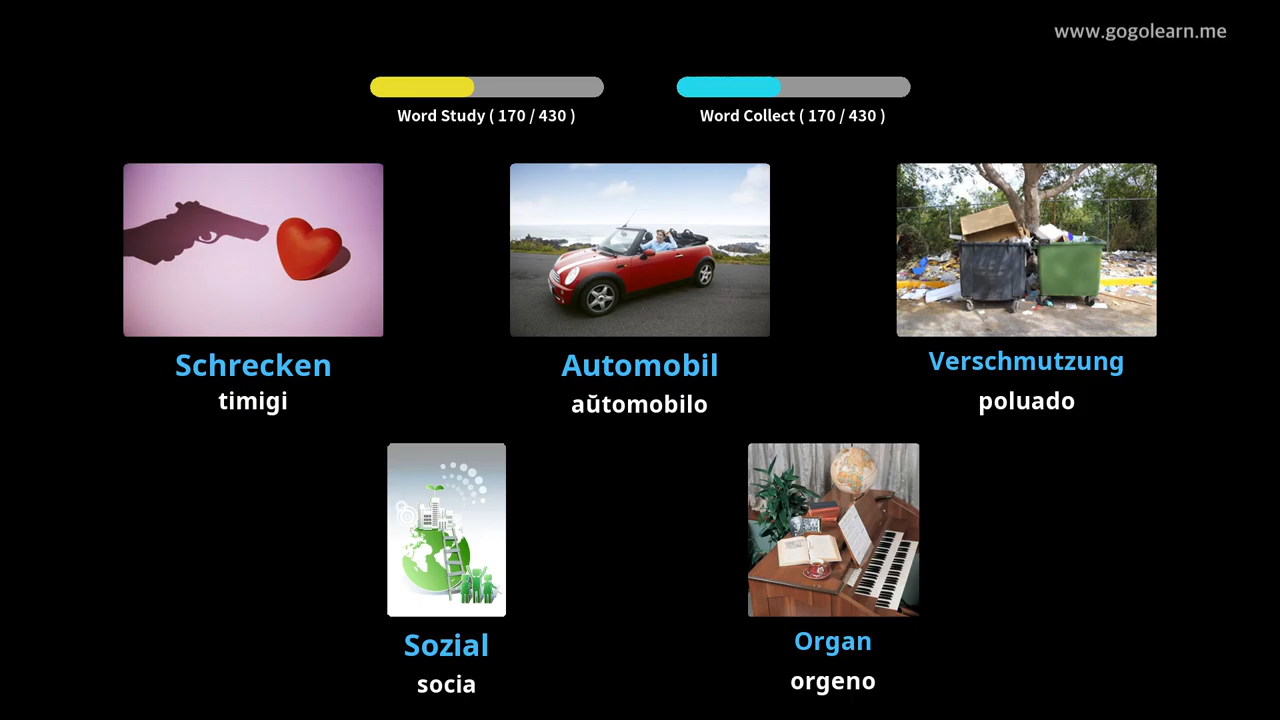 www.gogolearn.me
Word Study ( 170 / 430 )
Word Collect ( 170 / 430 )
Schrecken
timigi
Automobil
aŭtomobilo
Verschmutzung
poluado
Sozial
socia
Organ
orgeno